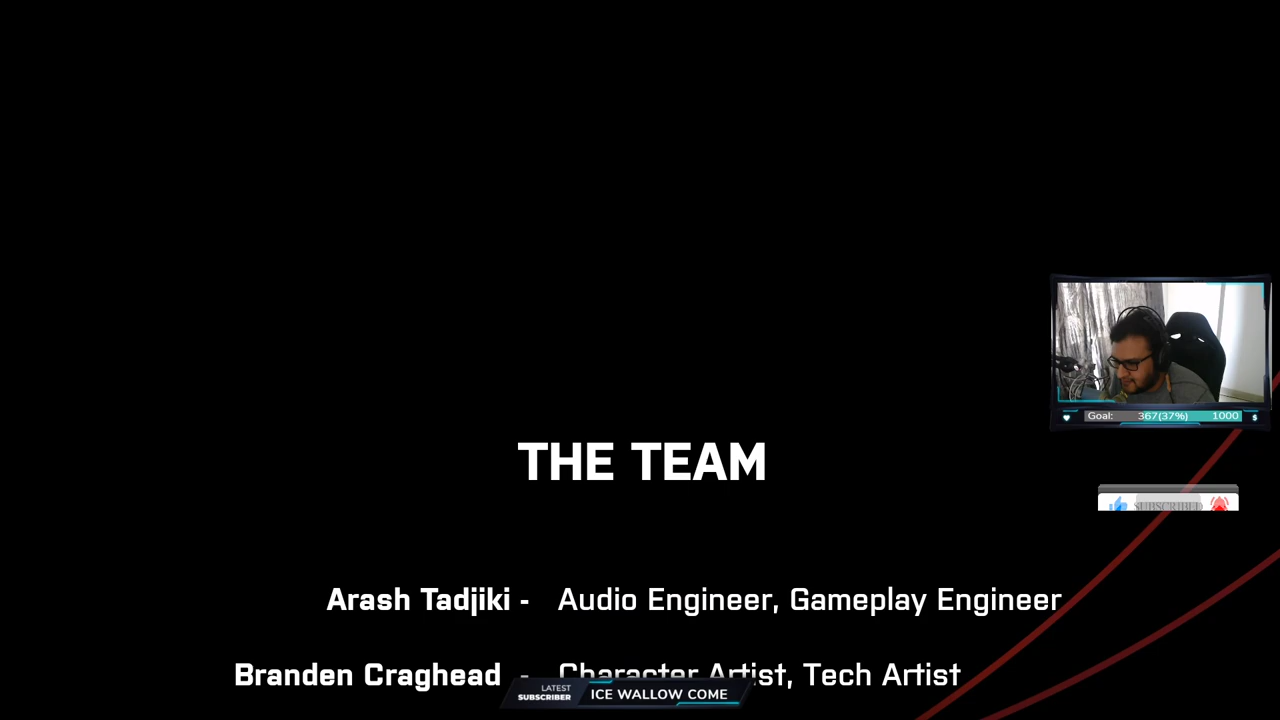 Goal: 367(37%) 1000
THE TEAM
SUBSCRIBED
Arash Tadjiki - Audio Engineer, Gameplay Engineer
Branden Craghead - Character Artist, Tech Artist
LATEST
SUBSCRIBER
ICE WALLOW COME